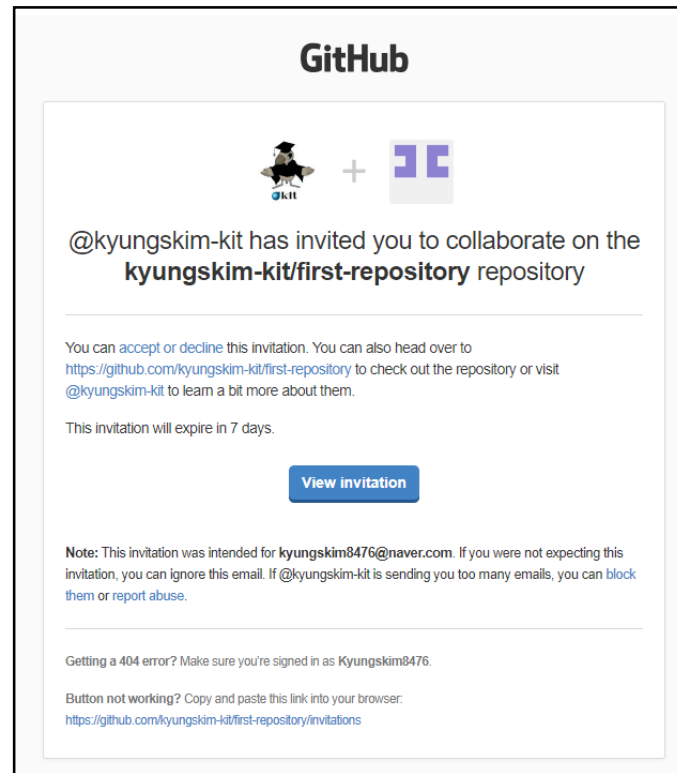 GitHub
kit
@kyungskim-kit has invited you to collaborate on the
kyungskim-kit/first-repository repository
You can accept or decline this invitation. You can also head over to
https://github.com/kyungskim-kit/first-repository to check out the repository or visit
@kyungskim-kit to learn a bit more about them.
This invitation will expire in 7 days.
View invitation
Note: This invitation was intended for kyungskim8476@naver.com. If you were not expecting this
invitation, you can ignore this email. If @kyungskim-kit is sending you too many emails, you can block
them or report abuse.
Getting a 404 error? Make sure you're signed in as Kyungskim8476.
Button not working? Copy and paste this link into your browser:
https://github.com/kyungskim-kit/first-repository/invitations